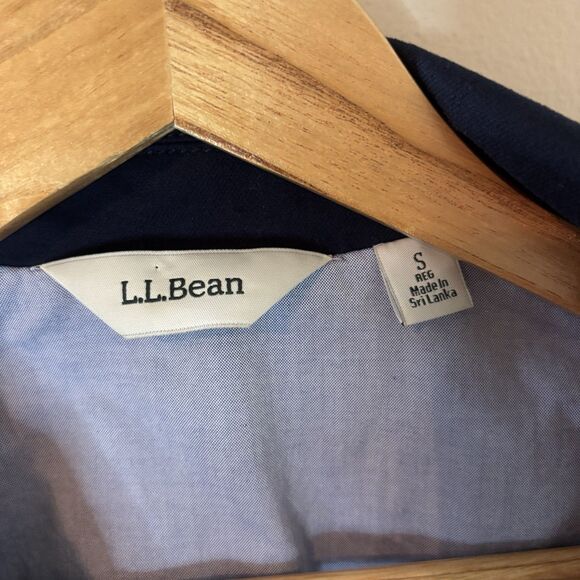 L.L.Bean
S
REG
Made In
Sri Lanka